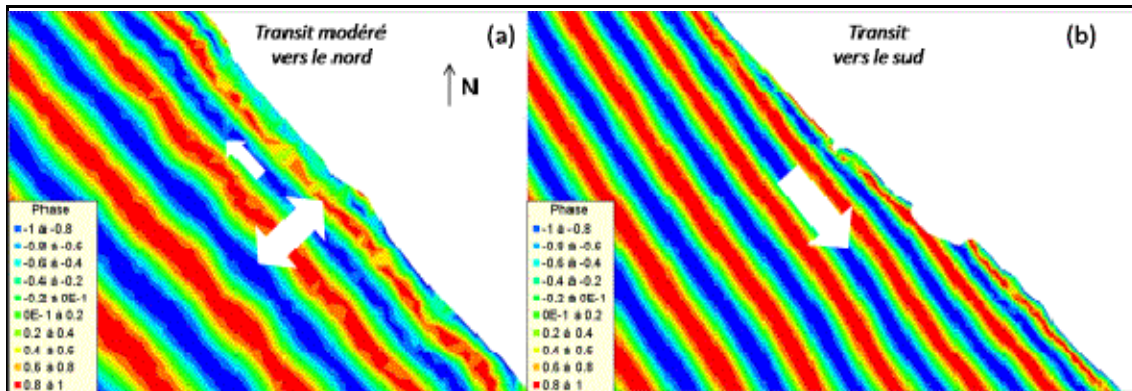 Transit modéré
vers le nord
(a)
N
Phase
-1 à -0.8
-0.8 à -0.6
-0.6 à -0.4
-0.4 à -0.2
-0.2 à 0E-1
0E-1 à 0.2
0.2 à 0.4
0.4 à 0.6
0.6 à 0.8
0.8 à 1
Transit
vers le sud
(b)
Phase
-1 à -0.8
-0.8 à -0.6
-0.6 à -0.4
-0.4 à -0.2
-0.2 à 0E-1
0E-1 à 0.2
0.2 à 0.4
0.4 à 0.6
0.6 à 0.8
0.8 à 1